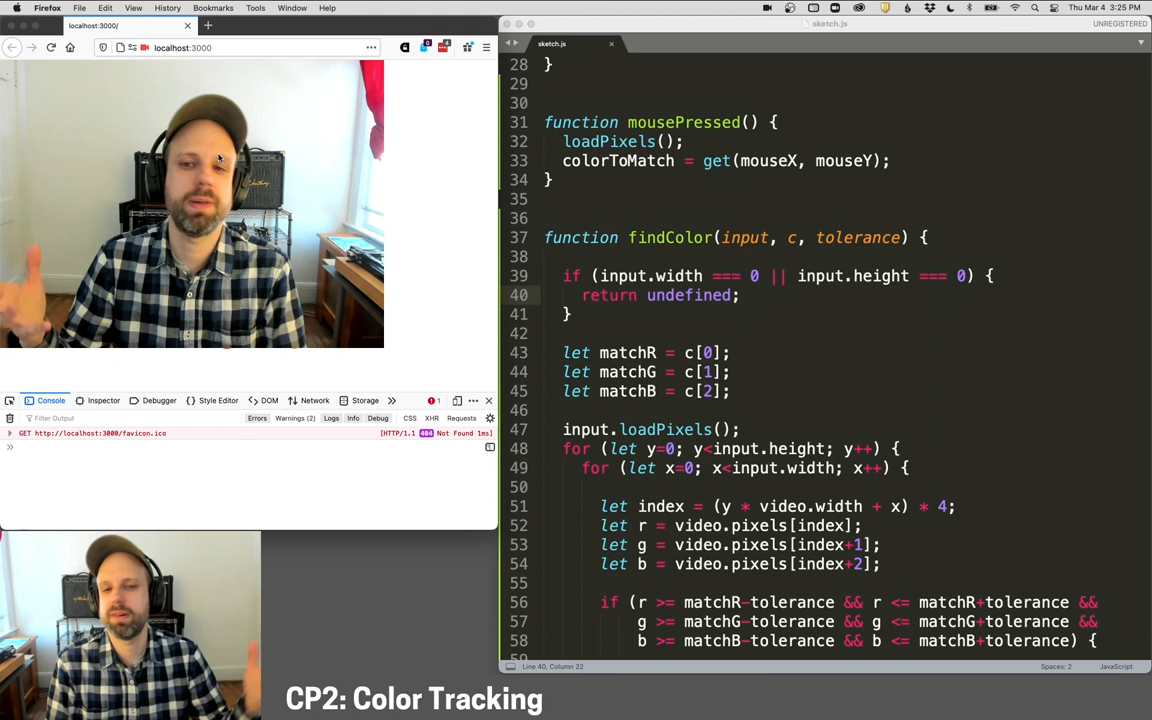 Firefox File Edit View History Bookmarks Tools Window Help
Thu Mar 4 3:25 PM
localhost:3000/
localhost:3000
Console Inspector Debugger Style Editor DOM Network Storage 1
Filter Output
Errors Warnings (2) Logs Info Debug CSS XHR Requests
GET http://localhost:3000/favicon.ico [HTTP/1.1 404 Not Found 1ms]
sketch.js UNREGISTERED
sketch.js
28 }
29
30
31 function mousePressed() {
32 loadPixels();
33 colorToMatch = get(mouseX, mouseY);
34 }
35
36
37 function findColor(input, c, tolerance) {
38
39 if (input.width === 0 || input.height === 0) {
40 return undefined;
41 }
42
43 let matchR = c[0];
44 let matchG = c[1];
45 let matchB = c[2];
46
47 input.loadPixels();
48 for (let y=0; y<input.height; y++) {
49 for (let x=0; x<input.width; x++) {
50
51 let index = (y * video.width + x) * 4;
52 let r = video.pixels[index];
53 let g = video.pixels[index+1];
54 let b = video.pixels[index+2];
55
56 if (r >= matchR-tolerance && r <= matchR+tolerance &&
57 g >= matchG-tolerance && g <= matchG+tolerance &&
58 b >= matchB-tolerance && b <= matchB+tolerance) {
Line 40, Column 22 Spaces: 2 JavaScript
CP2: Color Tracking